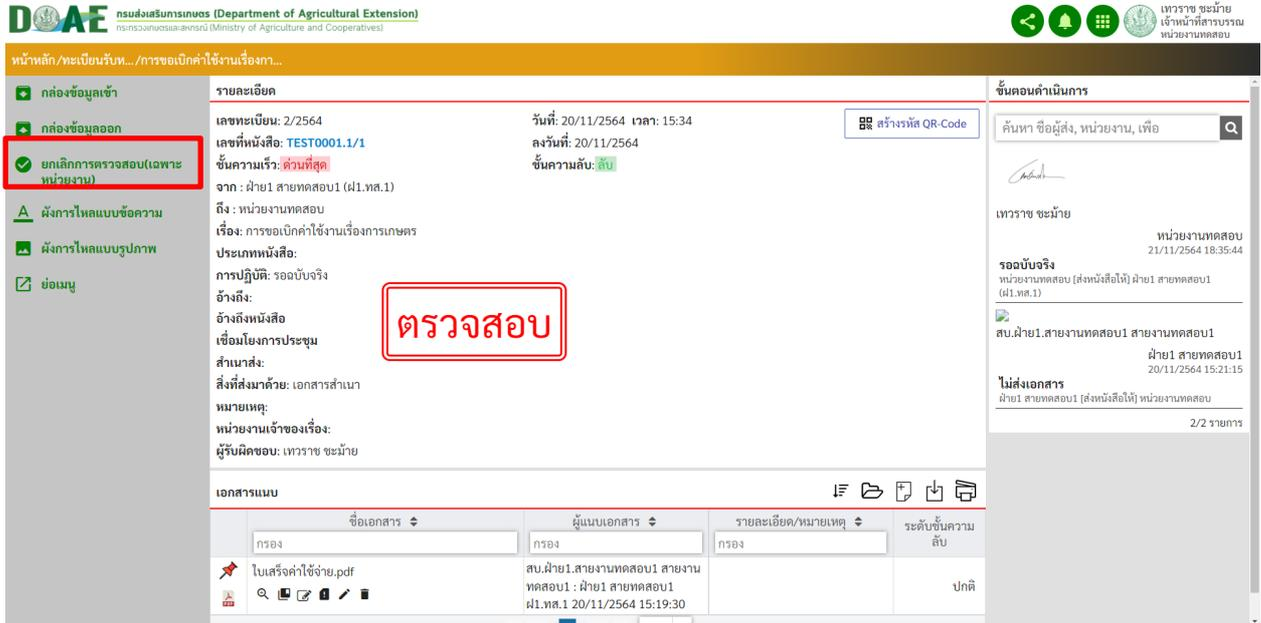 DOAE
กรมส่งเสริมการเกษตร (Department of Agricultural Extension)
กระทรวงเกษตรและสหกรณ์ (Ministry of Agriculture and Cooperatives)
เทวราช ชะม้าย
เจ้าหน้าที่สารบรรณ
หน่วยงานทดสอบ
หน้าหลัก/ทะเบียนรับห.../การขอเบิกค่าใช้งานเรื่องกา...
กล่องข้อมูลเข้า
กล่องข้อมูลออก
ยกเลิกการตรวจสอบ(เฉพาะ
หน่วยงาน)
ผังการไหลแบบข้อความ
ผังการไหลแบบรูปภาพ
ย่อเมนู
รายละเอียด
เลขทะเบียน: 2/2564
วันที่: 20/11/2564 เวลา: 15:34
สร้างรหัส QR-Code
เลขที่หนังสือ: TEST0001.1/1
ลงวันที่: 20/11/2564
ชั้นความเร็ว: ด่วนที่สุด
ชั้นความลับ: ลับ
จาก : ฝ่าย1 สายทดสอบ1 (ฝ1.ทส.1)
ถึง : หน่วยงานทดสอบ
เรื่อง: การขอเบิกค่าใช้งานเรื่องการเกษตร
ประเภทหนังสือ:
การปฏิบัติ: รอฉบับจริง
อ้างถึง:
อ้างถึงหนังสือ
เชื่อมโยงการประชุม
สำเนาส่ง:
สิ่งที่ส่งมาด้วย: เอกสารสำเนา
หมายเหตุ:
หน่วยงานเจ้าของเรื่อง:
ผู้รับผิดชอบ: เทวราช ชะม้าย
ตรวจสอบ
เอกสารแนบ
ชื่อเอกสาร
ผู้แนบเอกสาร
รายละเอียด/หมายเหตุ
ระดับชั้นความ
ลับ
กรอง
กรอง
กรอง
ใบเสร็จค่าใช้จ่าย.pdf
สบ.ฝ่าย1.สายงานทดสอบ1 สายงาน
ทดสอบ1 : ฝ่าย1 สายทดสอบ1
ฝ1.ทส.1 20/11/2564 15:19:30
ปกติ
ขั้นตอนดำเนินการ
ค้นหา ชื่อผู้ส่ง, หน่วยงาน, เพื่อ
เทวราช ชะม้าย
หน่วยงานทดสอบ
21/11/2564 18:35:44
รอฉบับจริง
หน่วยงานทดสอบ [ส่งหนังสือให้] ฝ่าย1 สายทดสอบ1
(ฝ1.ทส.1)
สบ.ฝ่าย1.สายงานทดสอบ1 สายงานทดสอบ1
ฝ่าย1 สายทดสอบ1
20/11/2564 15:21:15
ไม่ส่งเอกสาร
ฝ่าย1 สายทดสอบ1 [ส่งหนังสือให้] หน่วยงานทดสอบ
2/2 รายการ